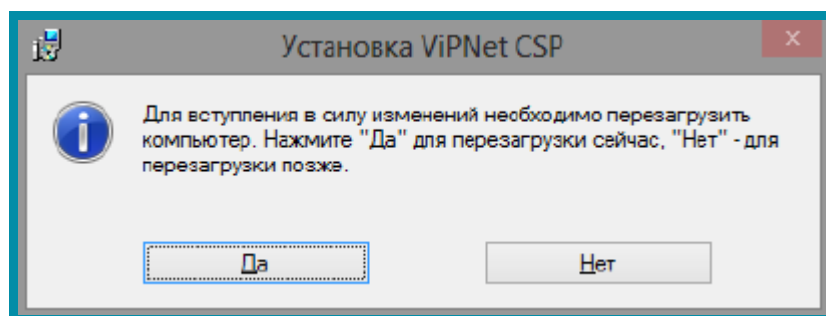 Установка ViPNet CSP
Для вступления в силу изменений необходимо перезагрузить
компьютер. Нажмите "Да" для перезагрузки сейчас, "Нет" - для
перезагрузки позже.
Да
Нет